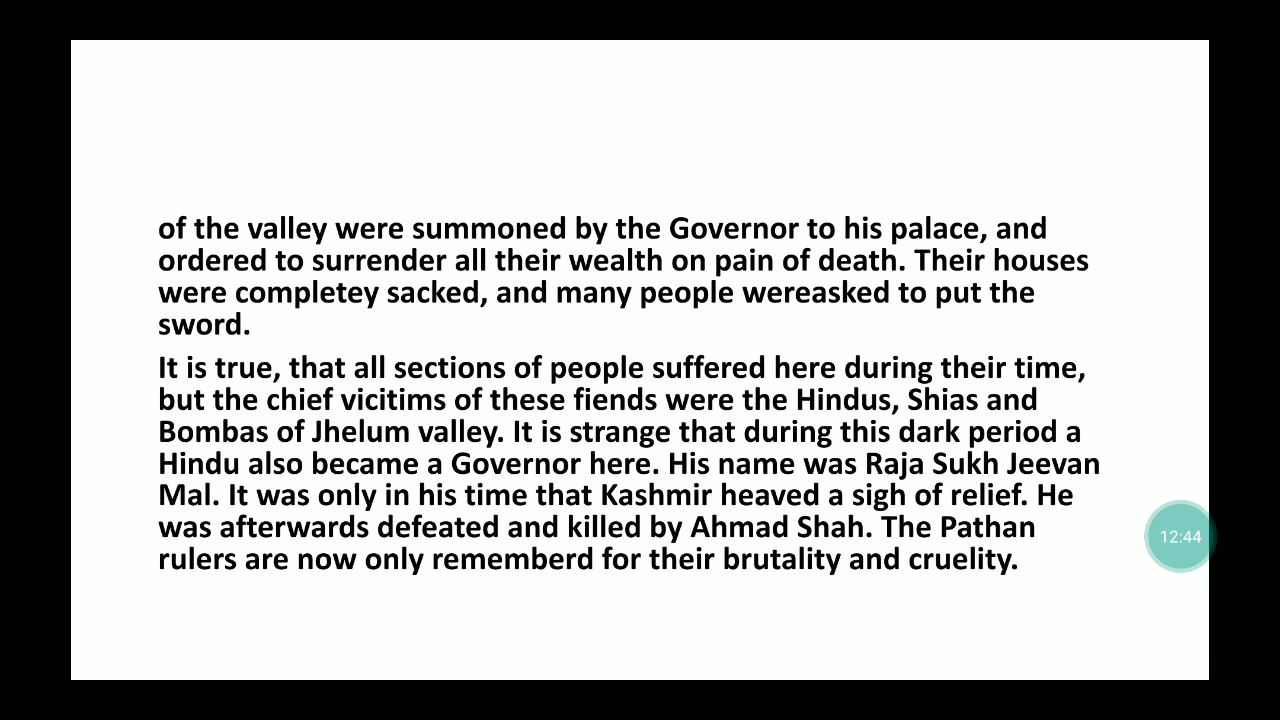 of the valley were summoned by the Governor to his palace, and
ordered to surrender all their wealth on pain of death. Their houses
were completey sacked, and many people wereasked to put the
sword.
It is true, that all sections of people suffered here during their time,
but the chief vicitims of these fiends were the Hindus, Shias and
Bombas of Jhelum valley. It is strange that during this dark period a
Hindu also became a Governor here. His name was Raja Sukh Jeevan
Mal. It was only in his time that Kashmir heaved a sigh of relief. He
was afterwards defeated and killed by Ahmad Shah. The Pathan
rulers are now only rememberd for their brutality and cruelity.
12:44